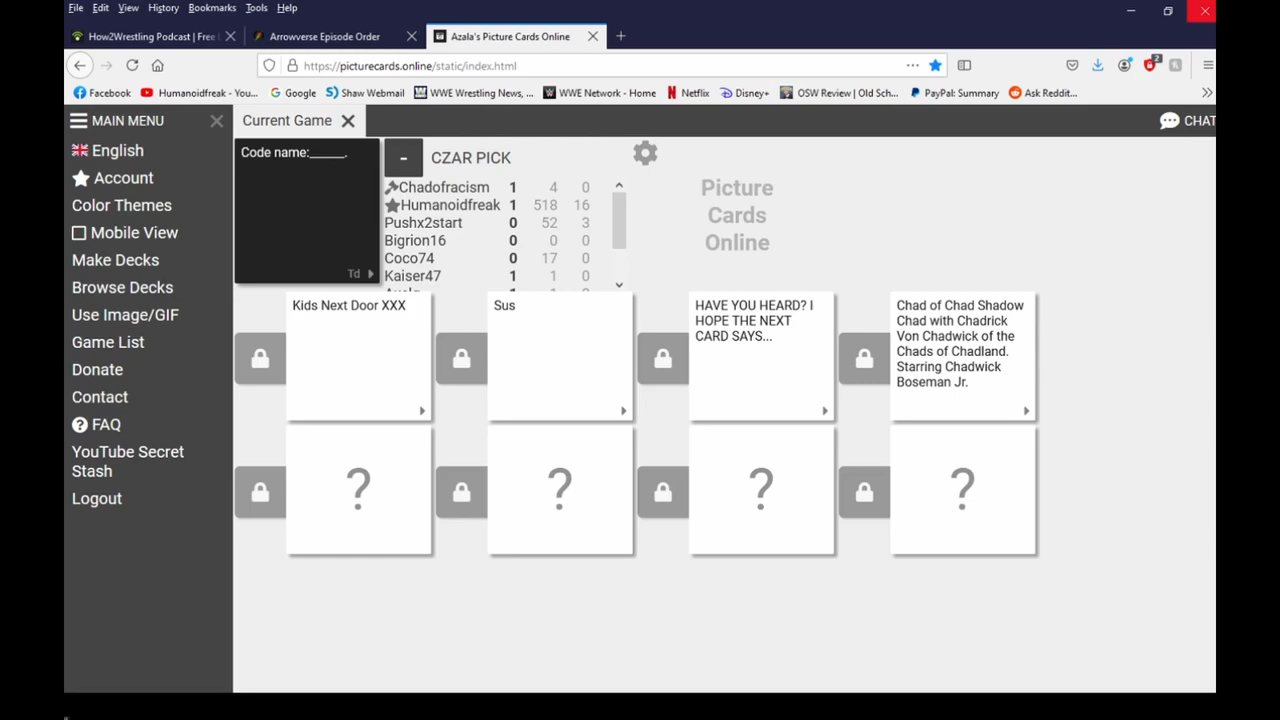 File Edit View History Bookmarks Tools Help
How2Wrestling Podcast | Free
Arrowverse Episode Order
Azala's Picture Cards Online
https://picturecards.online/static/index.html
2
Facebook
Humanoidfreak - You...
Google
Shaw Webmail
WWE Wrestling News, ...
WWE Network - Home
Netflix
Disney+
OSW Review | Old Sch...
PayPal: Summary
Ask Reddit...
MAIN MENU
Current Game
CHAT
English
Account
Color Themes
Mobile View
Make Decks
Browse Decks
Use Image/GIF
Game List
Donate
Contact
FAQ
YouTube Secret
Stash
Logout
Code name:______.
Td
- CZAR PICK
Chadofracism 1 4 0
Humanoidfreak 1 518 16
Pushx2start 0 52 3
Bigrion16 0 0 0
Coco74 0 17 0
Kaiser47 1 1 0
Picture
Cards
Online
Kids Next Door XXX
Sus
HAVE YOU HEARD? I
HOPE THE NEXT
CARD SAYS...
Chad of Chad Shadow
Chad with Chadrick
Von Chadwick of the
Chads of Chadland.
Starring Chadwick
Boseman Jr.
? ? ? ?